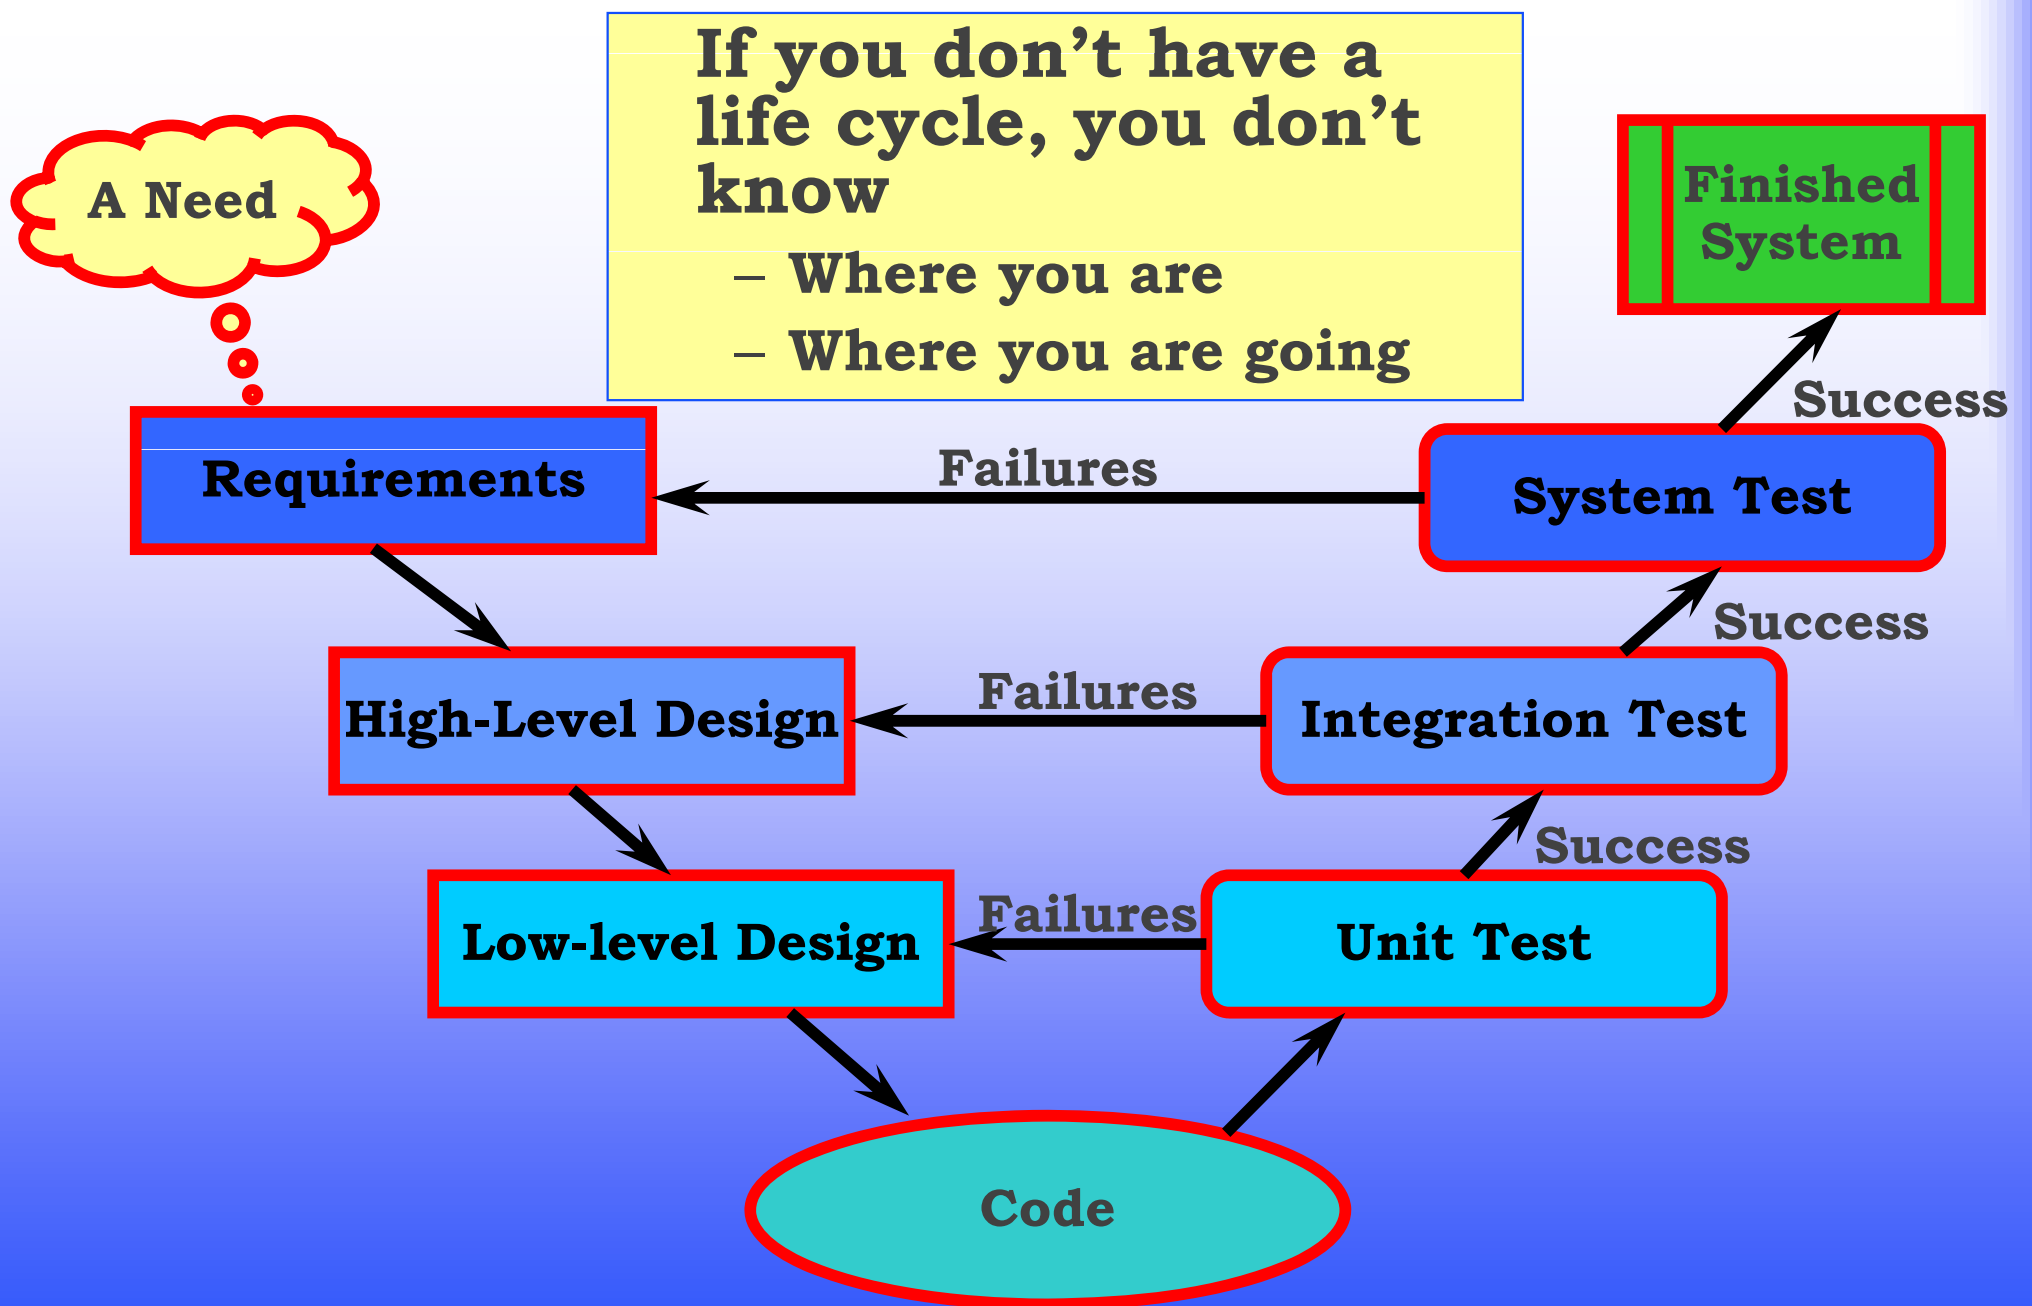 If you don’t have a
life cycle, you don’t
know
– Where you are
– Where you are going
A Need
Finished
System
Success
Requirements
Failures
System Test
Success
High-Level Design
Failures
Integration Test
Success
Low-level Design
Failures
Unit Test
Code